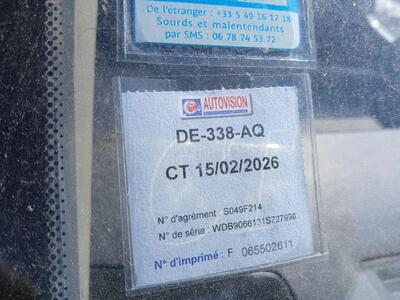 De l'étranger : +33 5 49 16 17 18
Sourds et malentendants
par SMS : 06 78 74 53 72
AUTOVISION
DE-338-AQ
CT 15/02/2026
N° d'agrément : S049F214
N° de série : WDB9066131S727998
N° d'imprimé : F 065502611